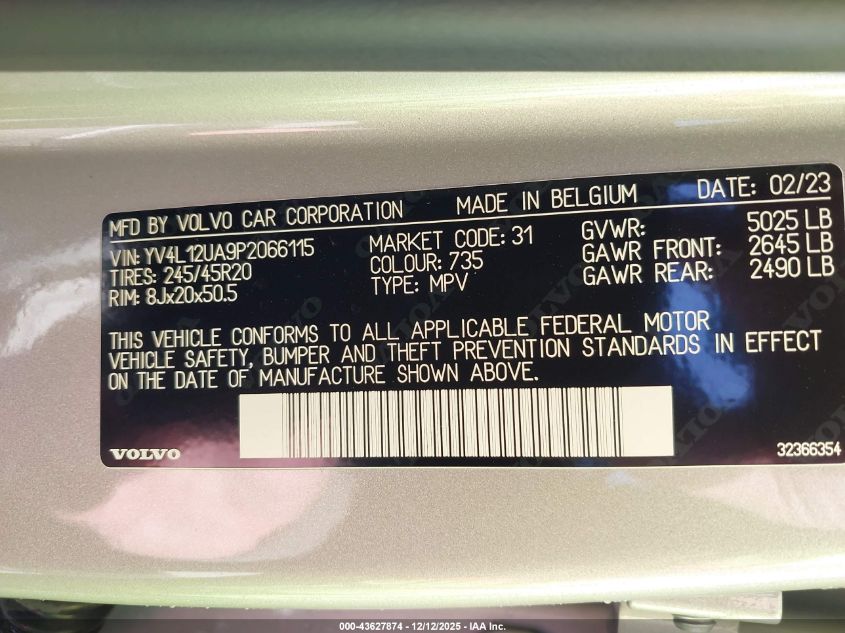 MFD BY VOLVO CAR CORPORATION MADE IN BELGIUM DATE: 02/23
VIN: YV4L12UA9P2066115 MARKET CODE: 31 GVWR: 5025 LB
TIRES: 245/45R20 COLOUR: 735 GAWR FRONT: 2645 LB
RIM: 8Jx20x50.5 TYPE: MPV GAWR REAR: 2490 LB
THIS VEHICLE CONFORMS TO ALL APPLICABLE FEDERAL MOTOR
VEHICLE SAFETY, BUMPER AND THEFT PREVENTION STANDARDS IN EFFECT
ON THE DATE OF MANUFACTURE SHOWN ABOVE.
VOLVO 32366354
000-43627874 / 12/12/2025 - IAA Inc.